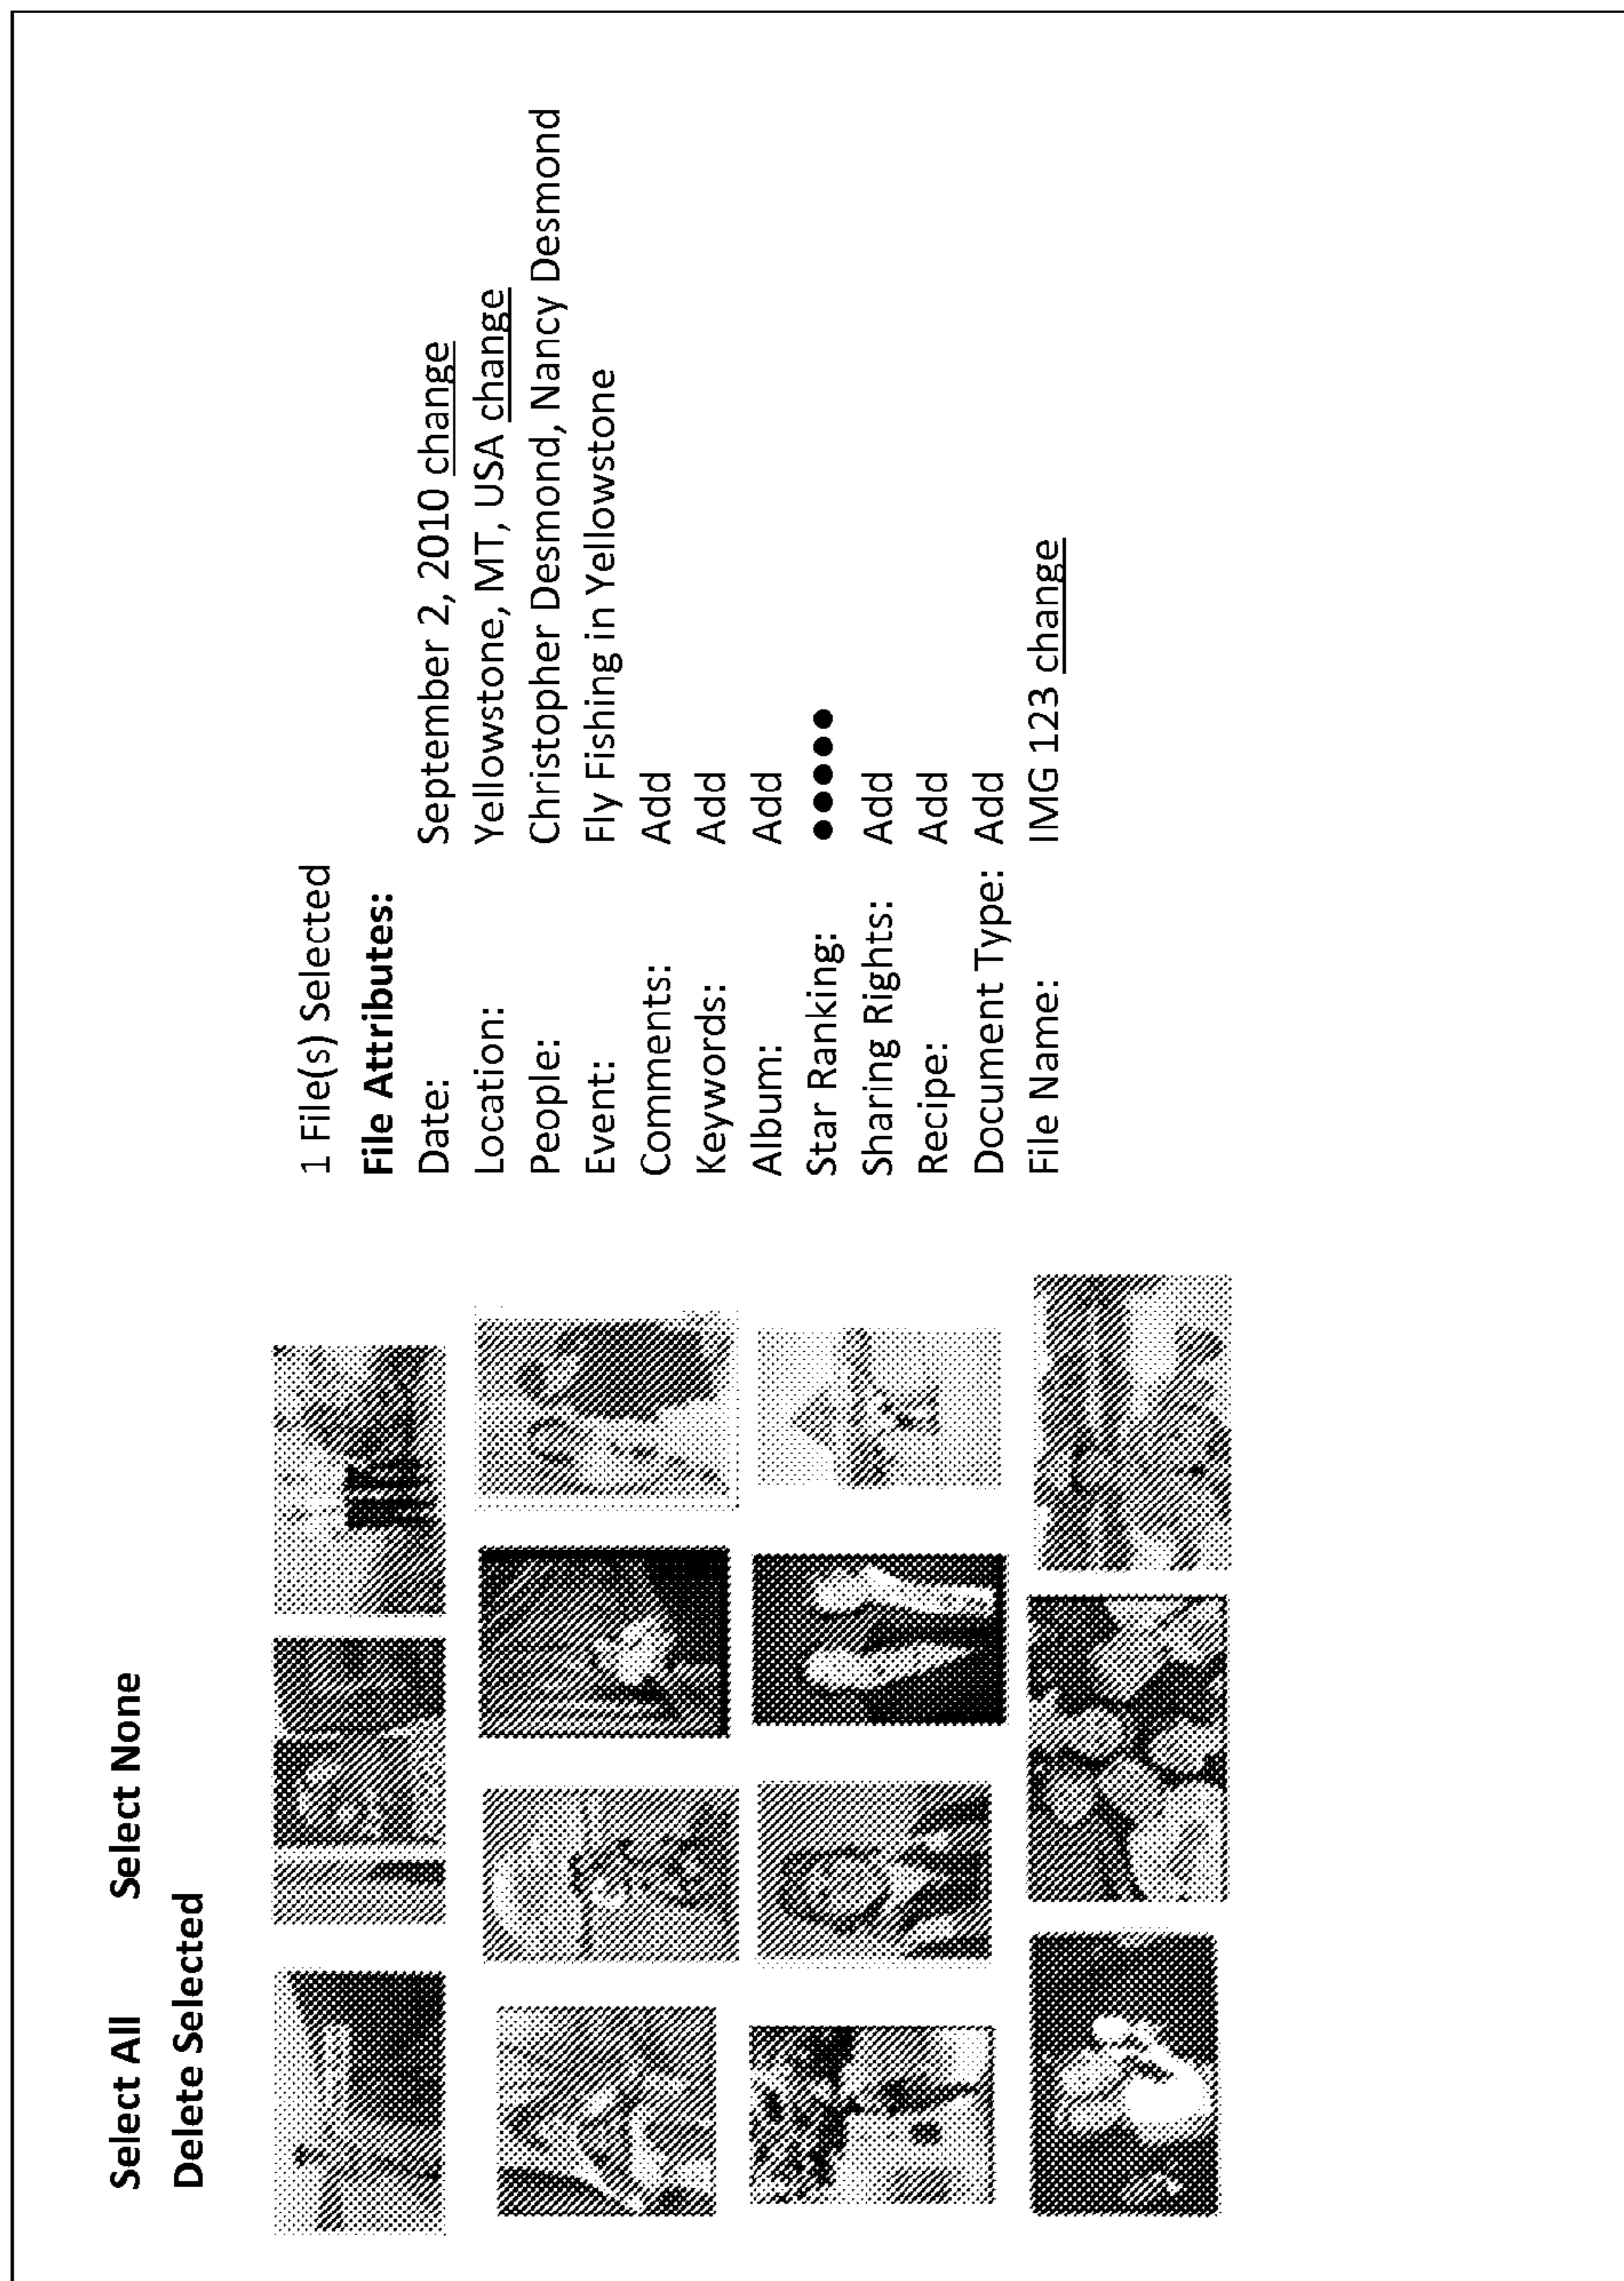 Select All Select None
Delete Selected
1 File(s) Selected
File Attributes:
Date: September 2, 2010 change
Location: Yellowstone, MT, USA change
People: Christopher Desmond, Nancy Desmond
Event: Fly Fishing in Yellowstone
Comments: Add
Keywords: Add
Album: Add
Star Ranking: ●●●●●
Sharing Rights: Add
Recipe: Add
Document Type: Add
File Name: IMG 123 change